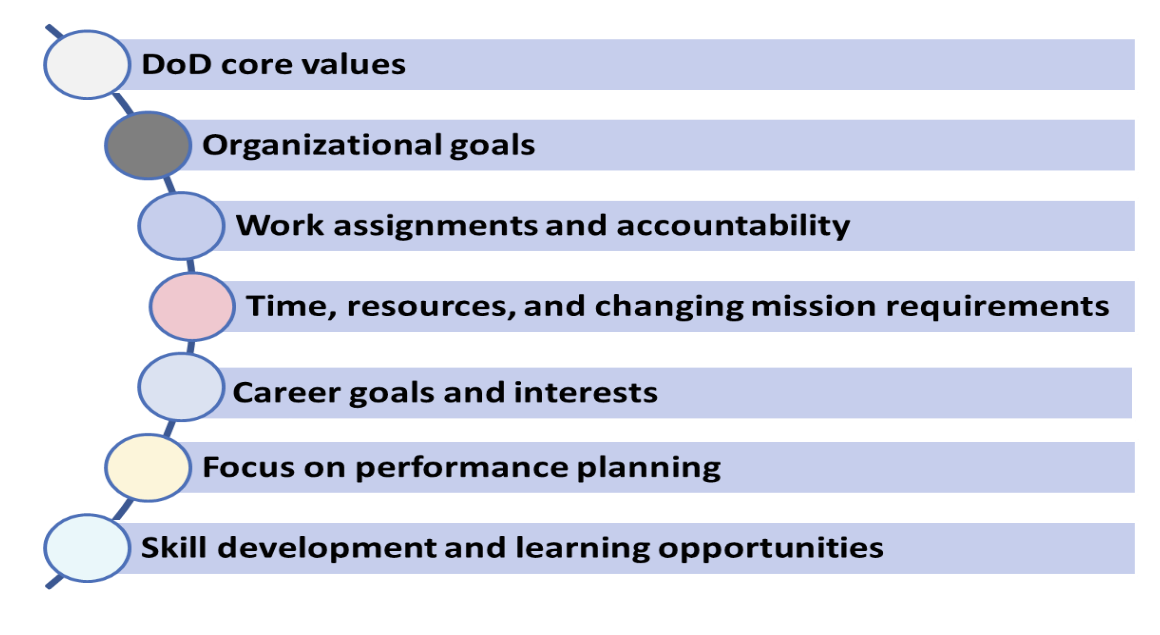 DoD core values
Organizational goals
Work assignments and accountability
Time, resources, and changing mission requirements
Career goals and interests
Focus on performance planning
Skill development and learning opportunities